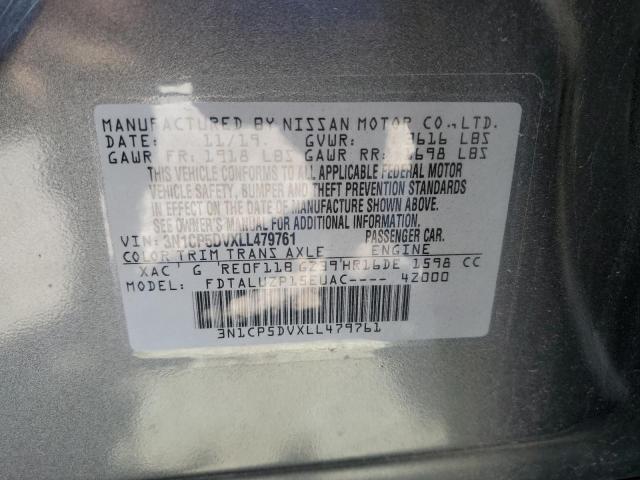 MANUFACTURED BY NISSAN MOTOR CO.,LTD.
DATE: 11/19. GVWR: 3616 LBS
GAWR FR: 1918 LBS GAWR RR: 1698 LBS
THIS VEHICLE CONFORMS TO ALL APPLICABLE FEDERAL MOTOR
VEHICLE SAFETY, BUMPER AND THEFT PREVENTION STANDARDS
IN EFFECT ON THE DATE OF MANUFACTURE SHOWN ABOVE.
SEE OWNER'S MANUAL FOR ADDITIONAL INFORMATION.
VIN: 3N1CP5DVXLL479761 PASSENGER CAR.
COLOR TRIM TRANS AXLE ENGINE
XAC G RE0F11B GZ39 HR16DE 1598 CC
FDTALUZP15EUAC---- 4Z000
3N1CP5DVXLL479761